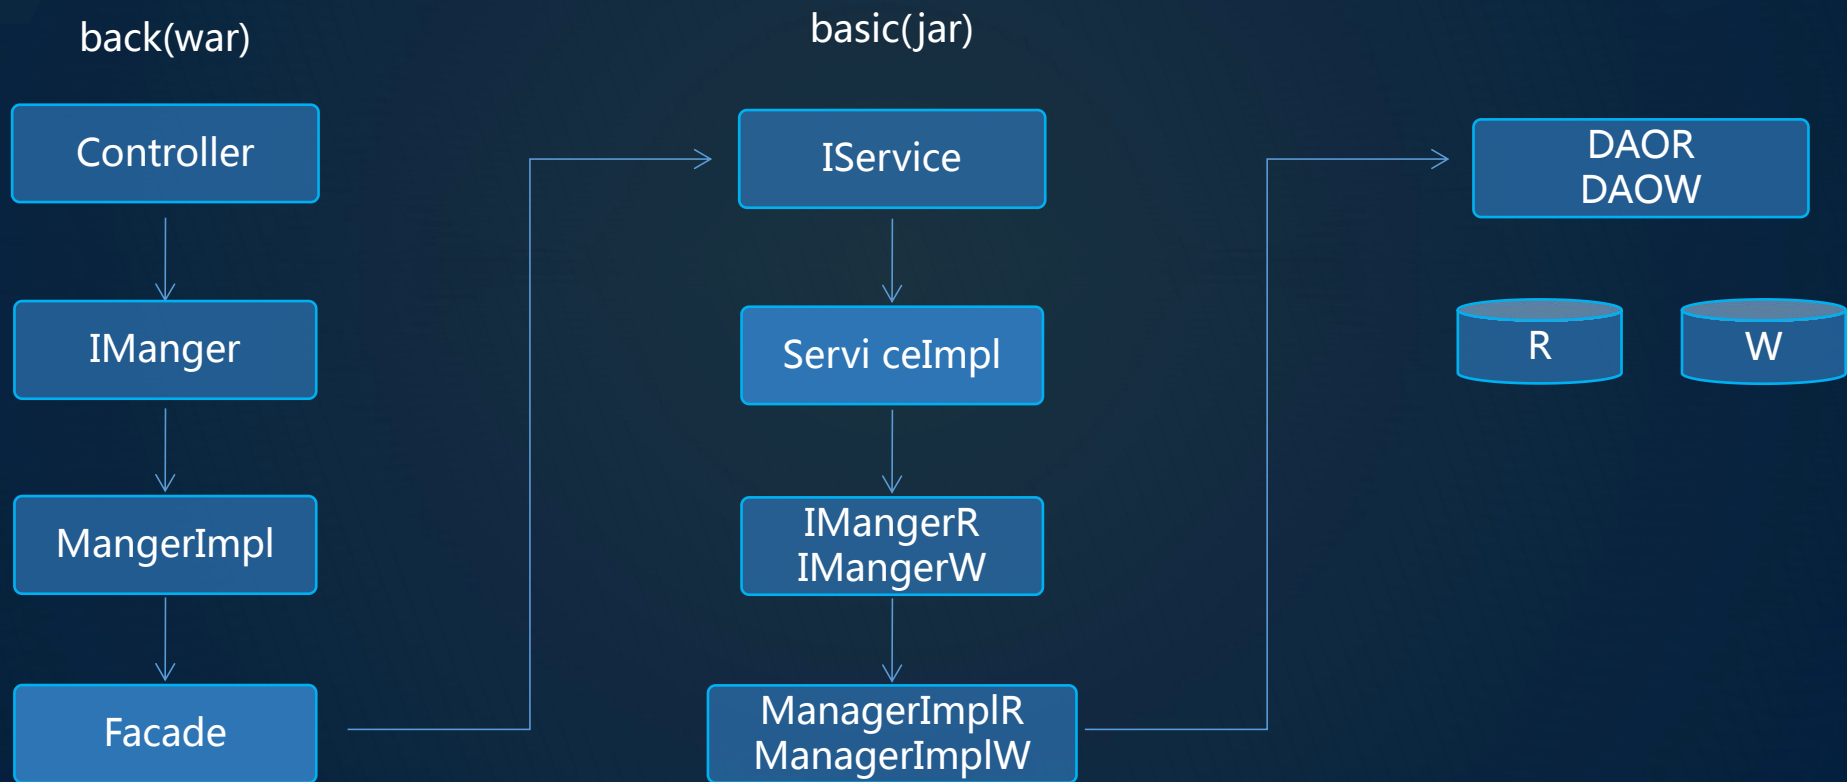 back(war)
Controller
IManger
MangerImpl
Facade
basic(jar)
IService
Servi ceImpl
IMangerR
IMangerW
ManagerImplR
ManagerImplW
DAOR
DAOW
R
W